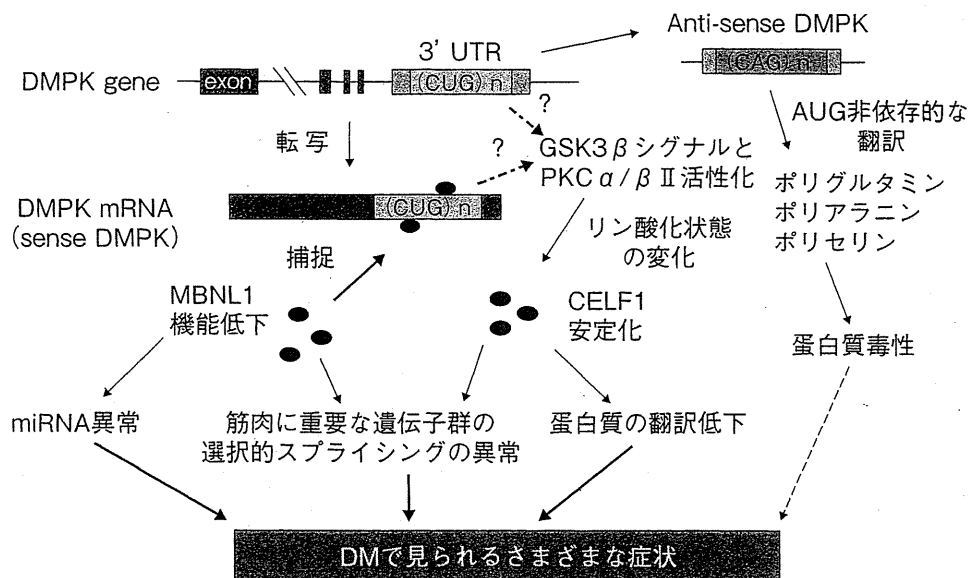 Anti-sense DMPK
3' UTR
DMPK gene
exon
(CUG) n
(CAG) n
?
AUG非依存的な
翻訳
転写
?
GSK3βシグナルと
PKCα/βⅡ活性化
ポリグルタミン
ポリアラニン
ポリセリン
DMPK mRNA
(sense DMPK)
(CUG) n
リン酸化状態
の変化
捕捉
MBNL1
機能低下
CELF1
安定化
蛋白質毒性
miRNA異常
筋肉に重要な遺伝子群の
選択的スプライシングの異常
蛋白質の翻訳低下
DMで見られるさまざまな症状